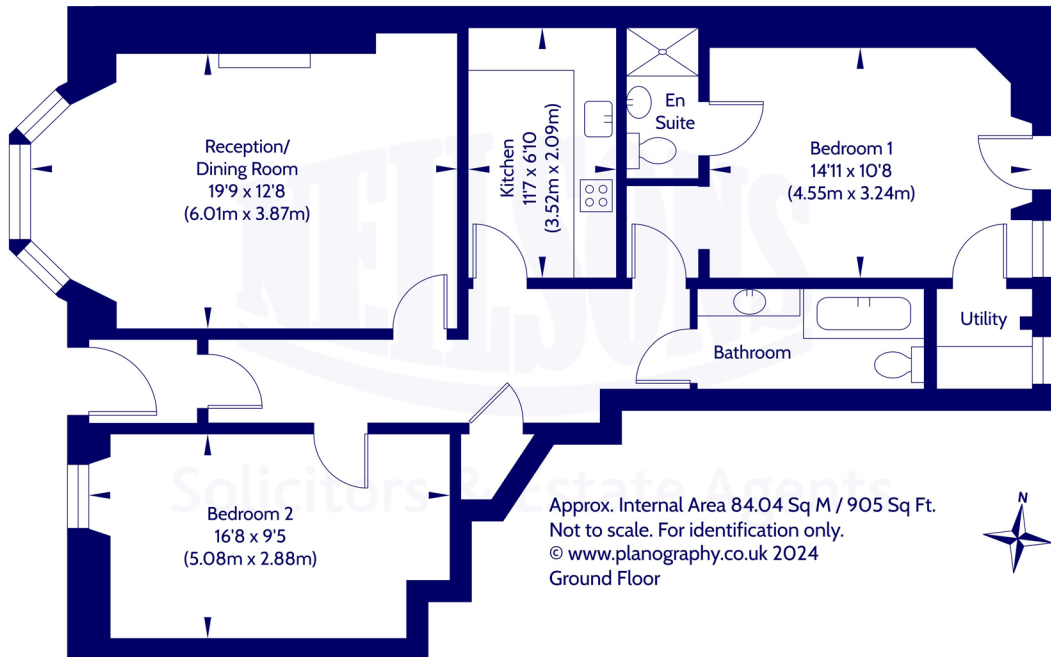 Reception/
Dining Room
19'9 x 12'8
(6.01m x 3.87m)
Kitchen
11'7 x 6'10
(3.52m x 2.09m)
En
Suite
Bedroom 1
14'11 x 10'8
(4.55m x 3.24m)
Bathroom
Utility
Bedroom 2
16'8 x 9'5
(5.08m x 2.88m)
NEILSONS
Solicitors & Estate Agents
Approx. Internal Area 84.04 Sq M / 905 Sq Ft.
Not to scale. For identification only.
© www.planography.co.uk 2024
Ground Floor
N